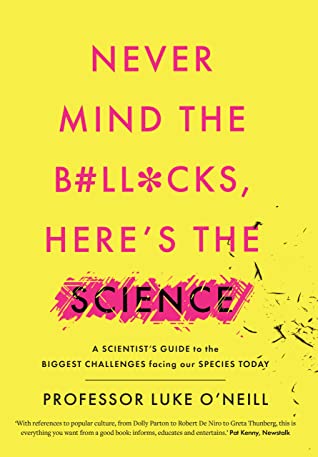 NEVER
MIND THE
B#LL*CKS,
HERE'S THE
SCIENCE
A SCIENTIST'S GUIDE to the
BIGGEST CHALLENGES facing our SPECIES TODAY
PROFESSOR LUKE O'NEILL
'With references to popular culture, from Dolly Parton to Robert De Niro to Greta Thunberg, this is
everything you want from a good book: informs, educates and entertains.' Pat Kenny, Newstalk